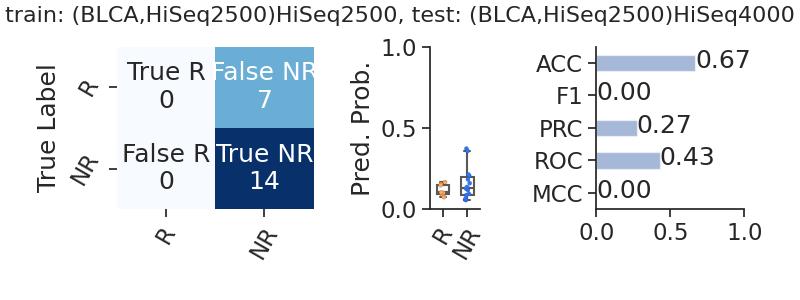 train: (BLCA,HiSeq2500)HiSeq2500, test: (BLCA,HiSeq2500)HiSeq4000
True Label
R
NR
True R
0
False NR
7
False R
0
True NR
14
R
NR
Pred. Prob.
1.0
0.5
0.0
R
NR
ACC
0.67
F1
0.00
PRC
0.27
ROC
0.43
MCC
0.00
0.0
0.5
1.0